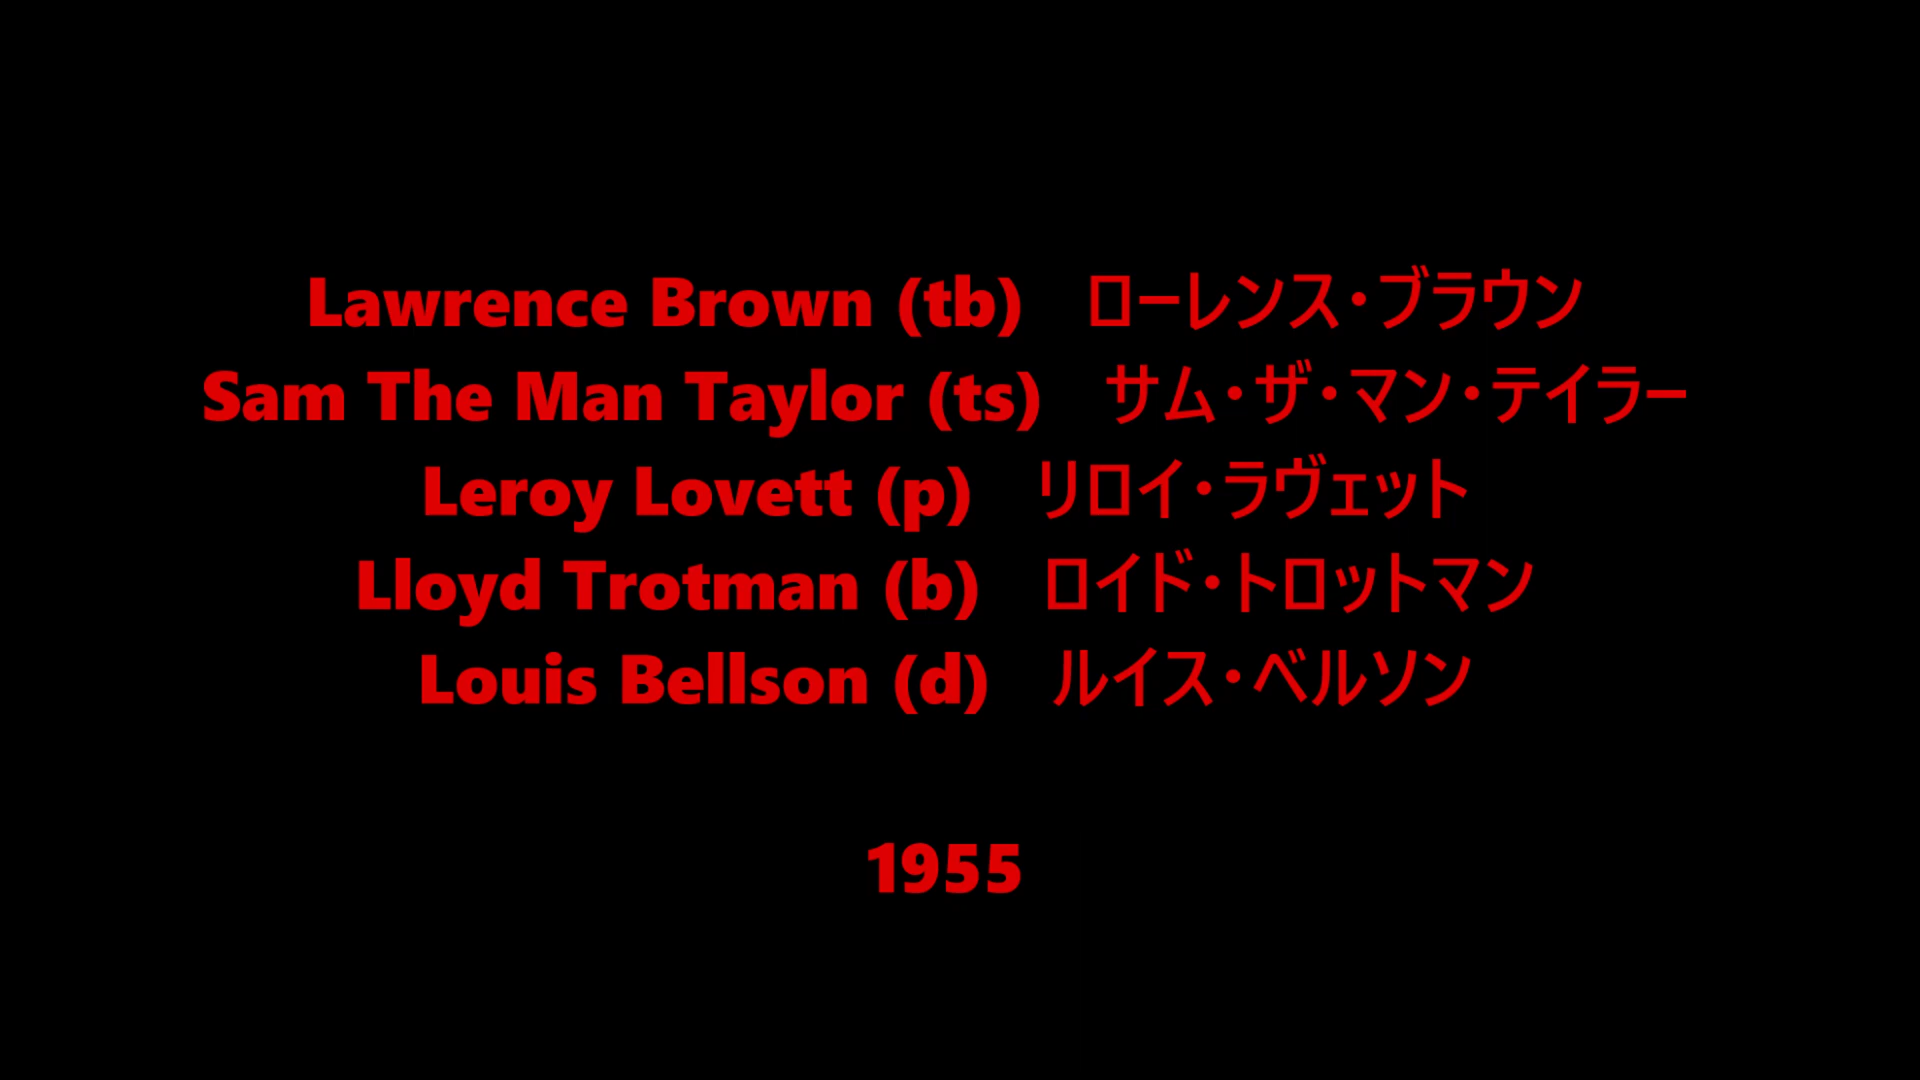 Lawrence Brown (tb)　ローレンス・ブラウン
Sam The Man Taylor (ts)　サム・ザ・マン・テイラー
Leroy Lovett (p)　リロイ・ラヴェット
Lloyd Trotman (b)　ロイド・トロットマン
Louis Bellson (d)　ルイス・ベルソン
1955